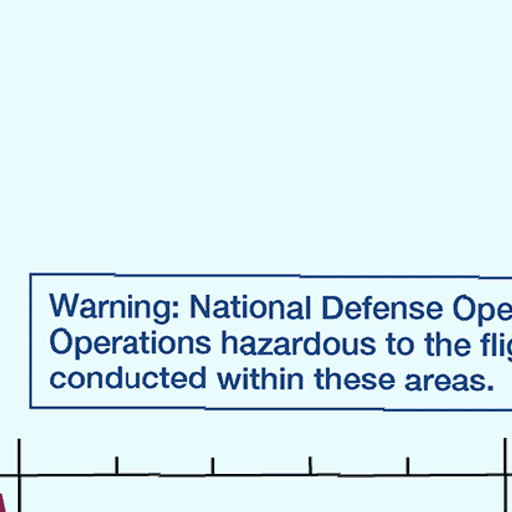 Warning: National Defense Ope
Operations hazardous to the flig
conducted within these areas.